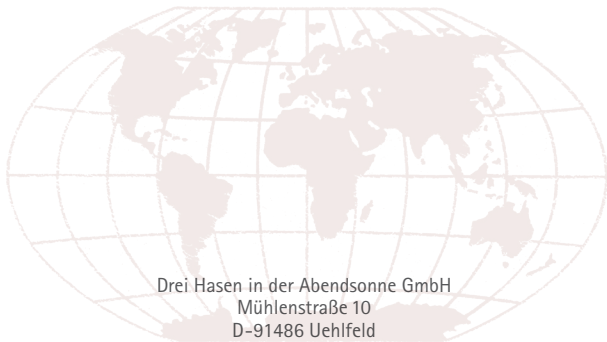 Drei Hasen in der Abendsonne GmbH
Mühlenstraße 10
D-91486 Uehlfeld